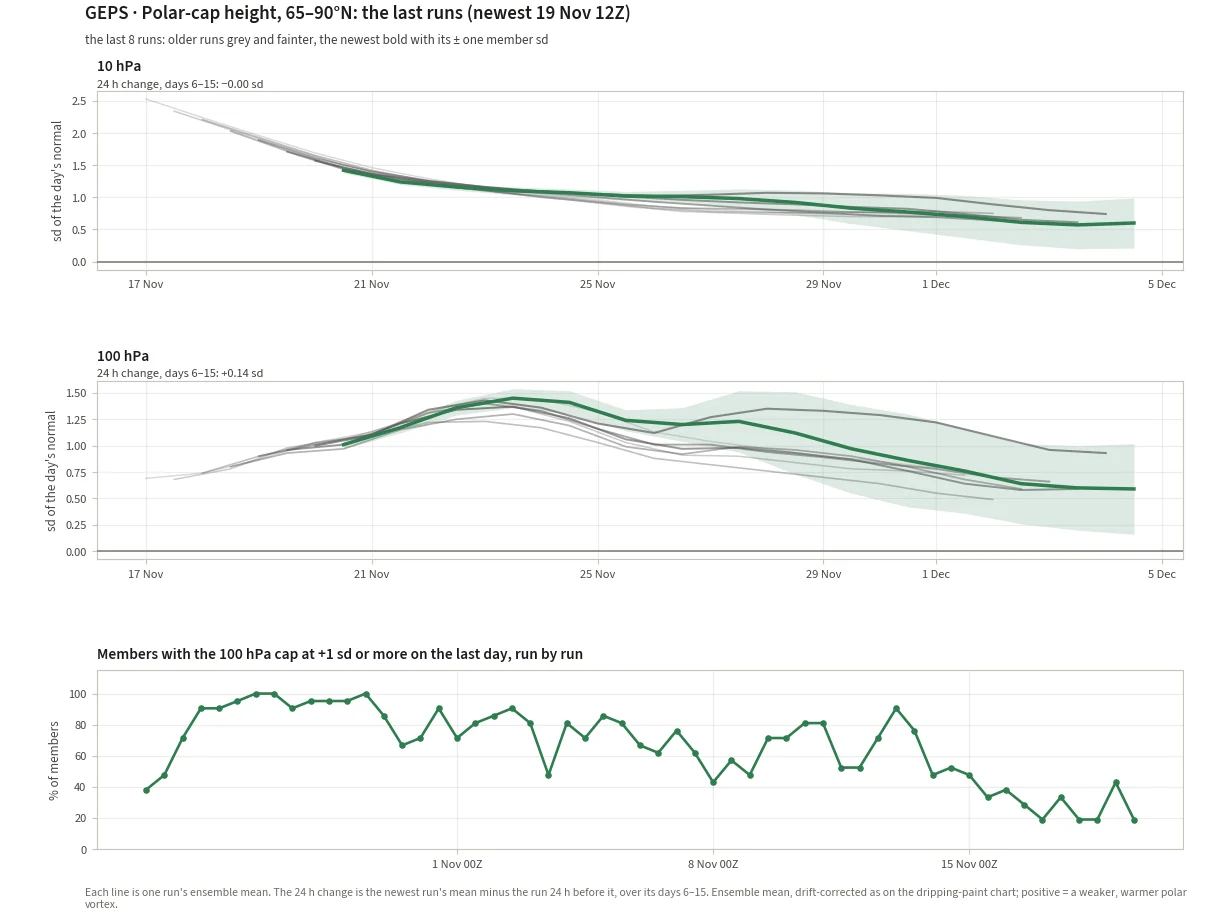 GEPS · Polar-cap height, 65–90°N: the last runs (newest 19 Nov 12Z)
the last 8 runs: older runs grey and fainter, the newest bold with its ± one member sd
10 hPa
24 h change, days 6–15: −0.00 sd
sd of the day's normal
2.5
2.0
1.5
1.0
0.5
0.0
17 Nov
21 Nov
25 Nov
29 Nov
1 Dec
5 Dec
100 hPa
24 h change, days 6–15: +0.14 sd
sd of the day's normal
1.50
1.25
1.00
0.75
0.50
0.25
0.00
17 Nov
21 Nov
25 Nov
29 Nov
1 Dec
5 Dec
Members with the 100 hPa cap at +1 sd or more on the last day, run by run
% of members
100
80
60
40
20
0
1 Nov 00Z
8 Nov 00Z
15 Nov 00Z
Each line is one run's ensemble mean. The 24 h change is the newest run's mean minus the run 24 h before it, over its days 6–15. Ensemble mean, drift-corrected as on the dripping-paint chart; positive = a weaker, warmer polar
vortex.